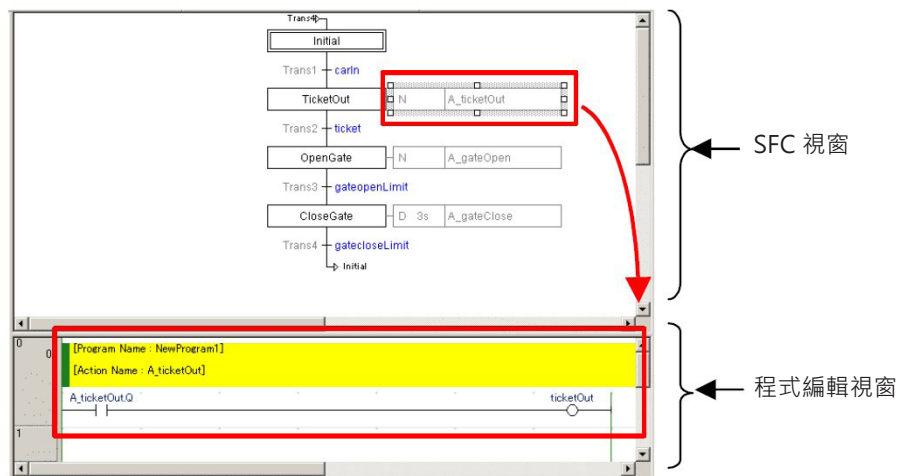 Trans4
Initial
Trans1 carIn
TicketOut N A_ticketOut
Trans2 ticket
OpenGate N A_gateOpen
Trans3 gateopenLimit
CloseGate D 3s A_gateClose
Trans4 gatecloseLimit
Initial
SFC 視窗
0 0 [Program Name : NewProgram1]
[Action Name : A_ticketOut]
A_ticketOut.Q ticketOut
1
程式編輯視窗